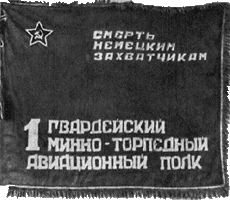 СМЕРТЬ
НЕМЕЦКИМ
ЗАХВАТЧИКАМ
1 ГВАРДЕЙСКИЙ
МИННО-ТОРПЕДНЫЙ
АВИАЦИОННЫЙ ПОЛК